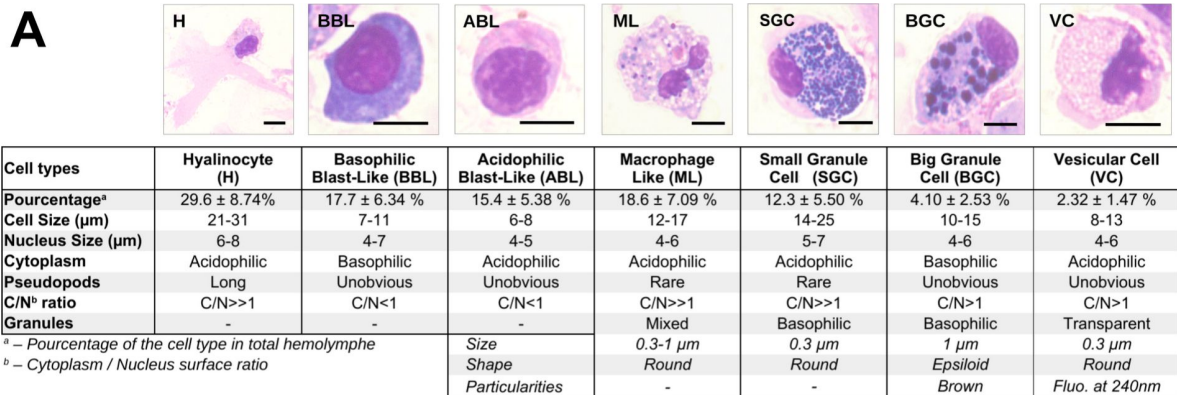 A
H BBL ABL ML SGC BGC VC
Cell types Hyalinocyte (H) Basophilic Blast-Like (BBL) Acidophilic Blast-Like (ABL) Macrophage Like (ML) Small Granule Cell (SGC) Big Granule Cell (BGC) Vesicular Cell (VC)
Pourcentageᵃ 29.6 ± 8.74% 17.7 ± 6.34 % 15.4 ± 5.38 % 18.6 ± 7.09 % 12.3 ± 5.50 % 4.10 ± 2.53 % 2.32 ± 1.47 %
Cell Size (µm) 21-31 7-11 6-8 12-17 14-25 10-15 8-13
Nucleus Size (µm) 6-8 4-7 4-5 4-6 5-7 4-6 4-6
Cytoplasm Acidophilic Basophilic Acidophilic Acidophilic Acidophilic Basophilic Acidophilic
Pseudopods Long Unobvious Unobvious Rare Rare Unobvious Unobvious
C/Nᵇ ratio C/N>>1 C/N<1 C/N<1 C/N>>1 C/N>>1 C/N>1 C/N>1
Granules - - - Mixed Basophilic Basophilic Transparent
ᵃ – Pourcentage of the cell type in total hemolymphe Size 0.3-1 µm 0.3 µm 1 µm 0.3 µm
ᵇ – Cytoplasm / Nucleus surface ratio Shape Round Round Epsiloid Round
Particularities - - Brown Fluo. at 240nm